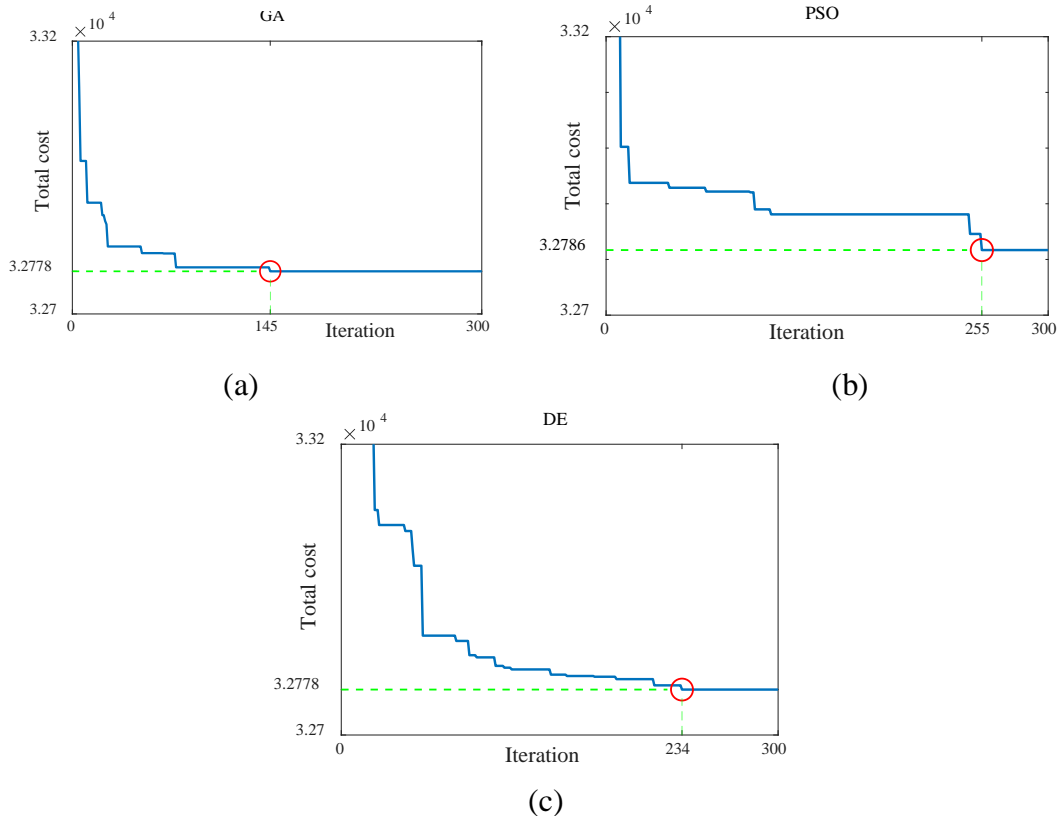 GA
× 10 4
3.32
Total cost
3.2778
3.27
0
145
300
Iteration
(a)
PSO
× 10 4
3.32
Total cost
3.2786
3.27
0
255
300
Iteration
(b)
DE
× 10 4
3.32
Total cost
3.2778
3.27
0
234
300
Iteration
(c)